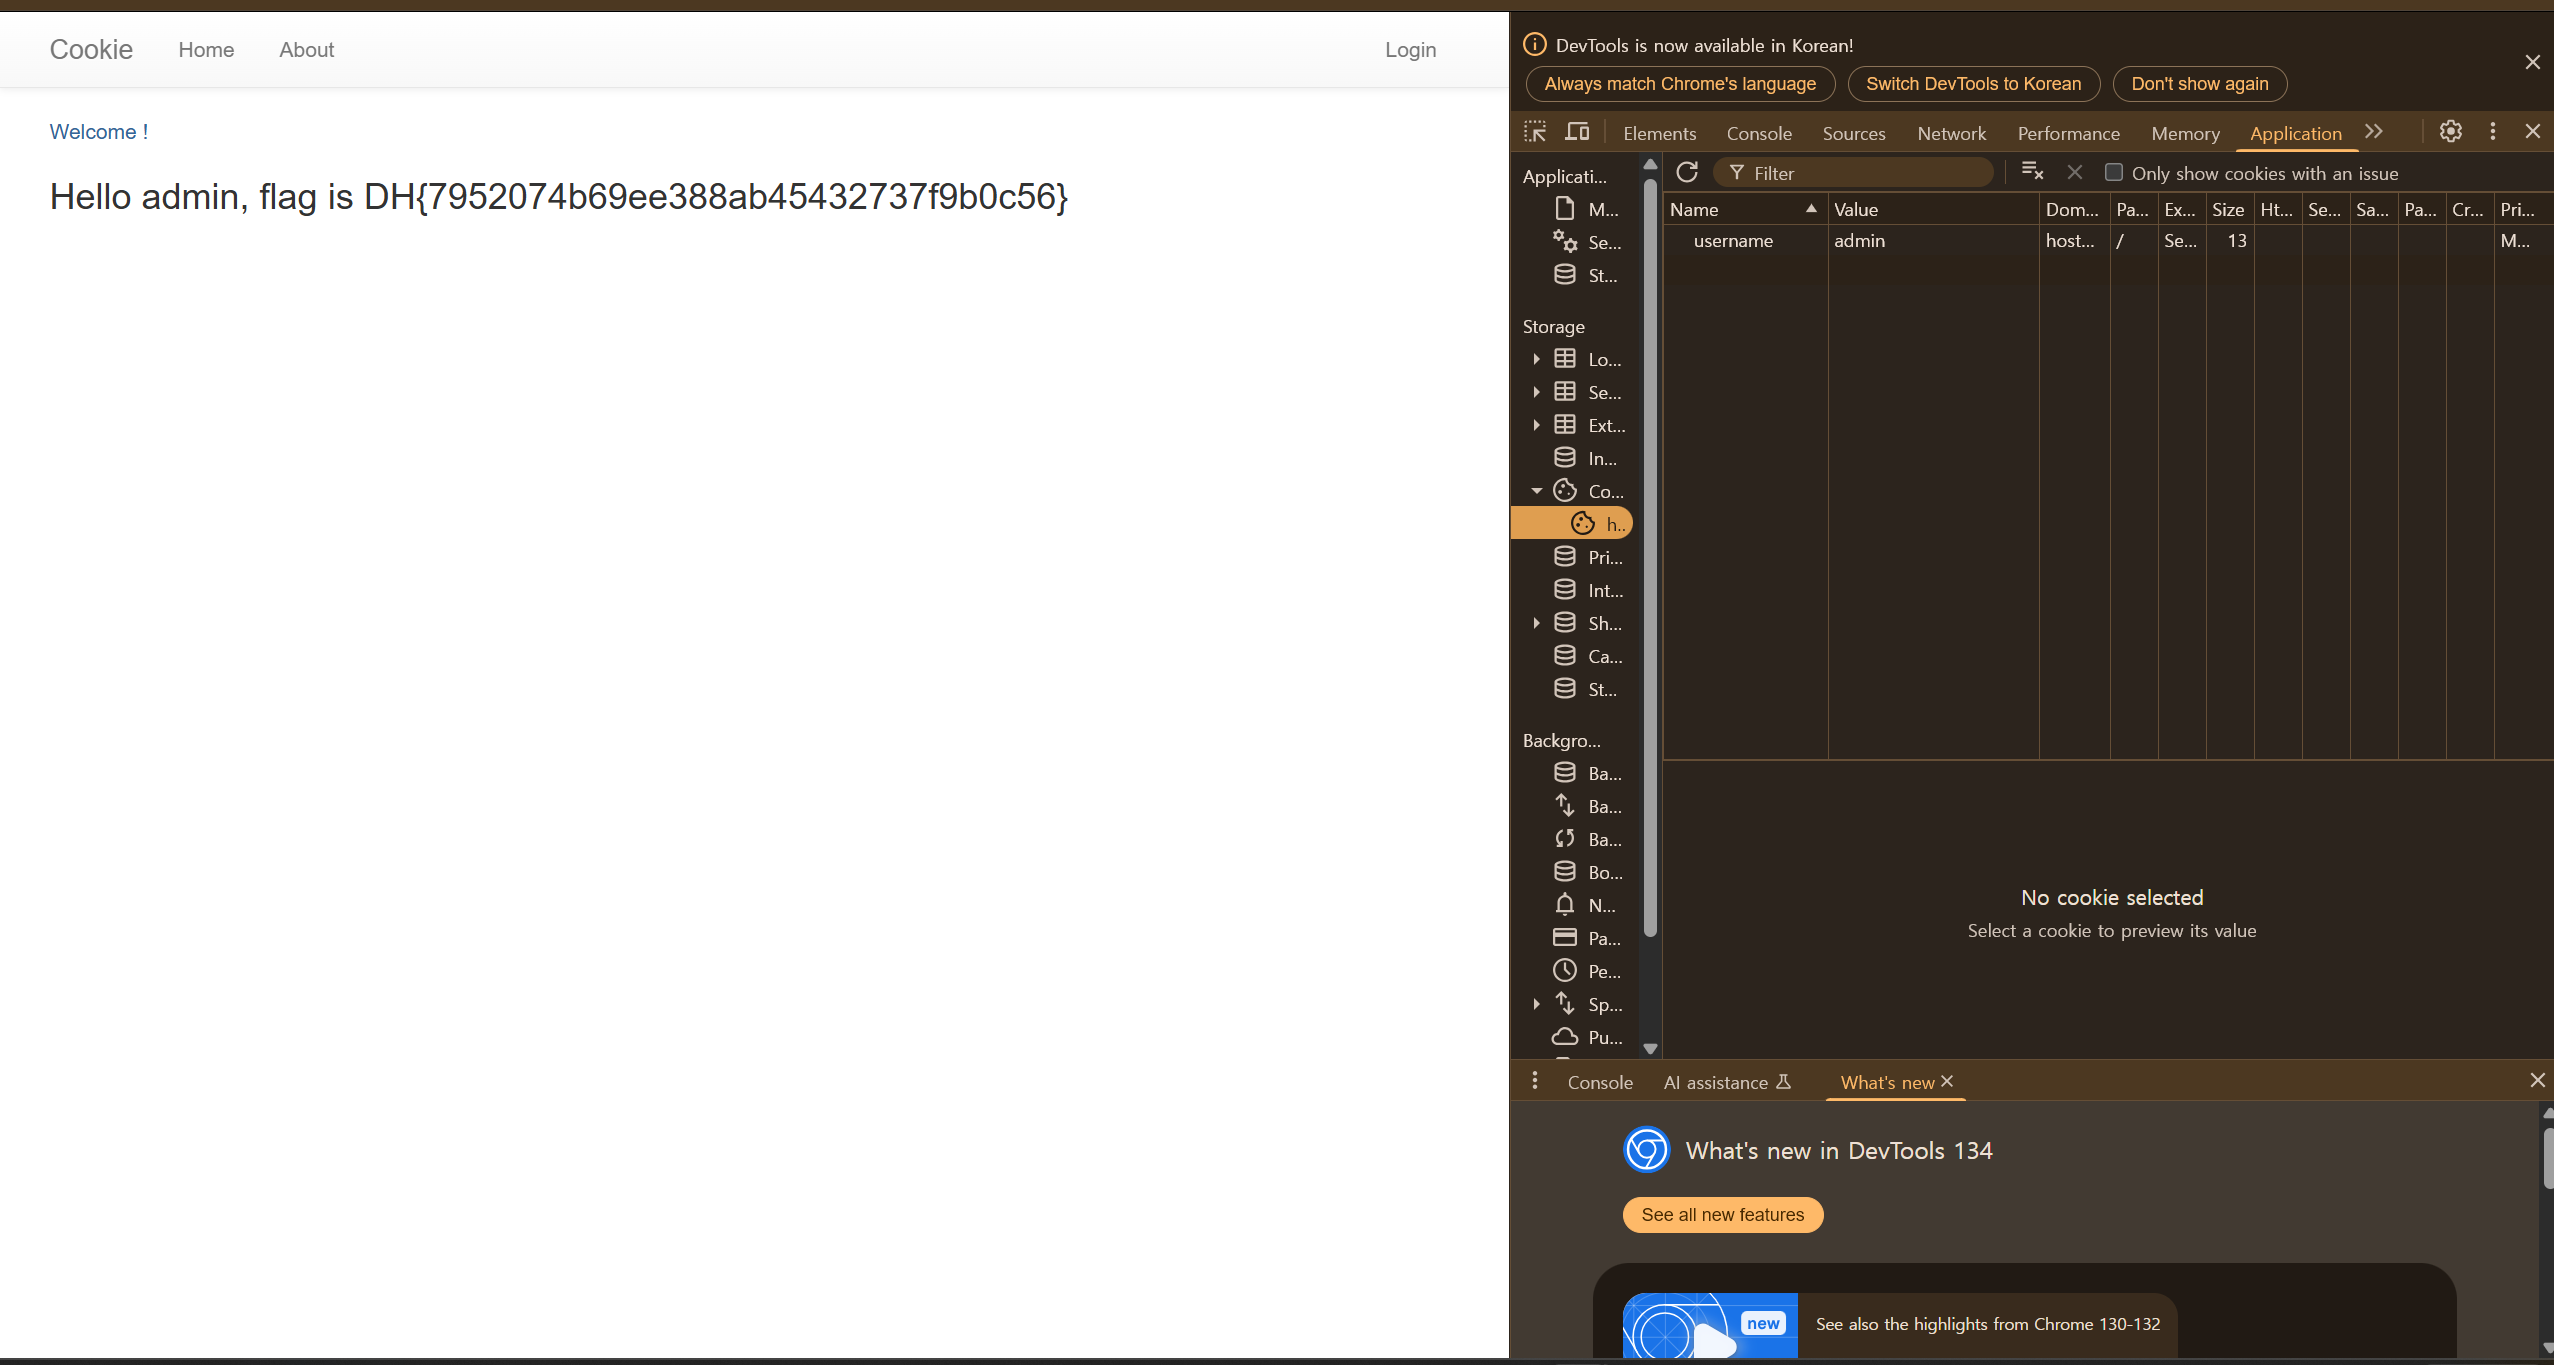 Cookie Home About Login
Welcome !
Hello admin, flag is DH{7952074b69ee388ab45432737f9b0c56}
DevTools is now available in Korean!
Always match Chrome's language Switch DevTools to Korean Don't show again
Elements Console Sources Network Performance Memory Application
Applicati...
M...
Se...
St...
Storage
Lo...
Se...
Ext...
In...
Co...
h..
Pri...
Int...
Sh...
Ca...
St...
Backgro...
Ba...
Ba...
Ba...
Bo...
N...
Pa...
Pe...
Sp...
Pu...
Filter Only show cookies with an issue
Name Value Dom... Pa... Ex... Size Ht... Se... Sa... Pa... Cr... Pri...
username admin host... / Se... 13 M...
No cookie selected
Select a cookie to preview its value
Console AI assistance What's new
What's new in DevTools 134
See all new features
new
See also the highlights from Chrome 130-132